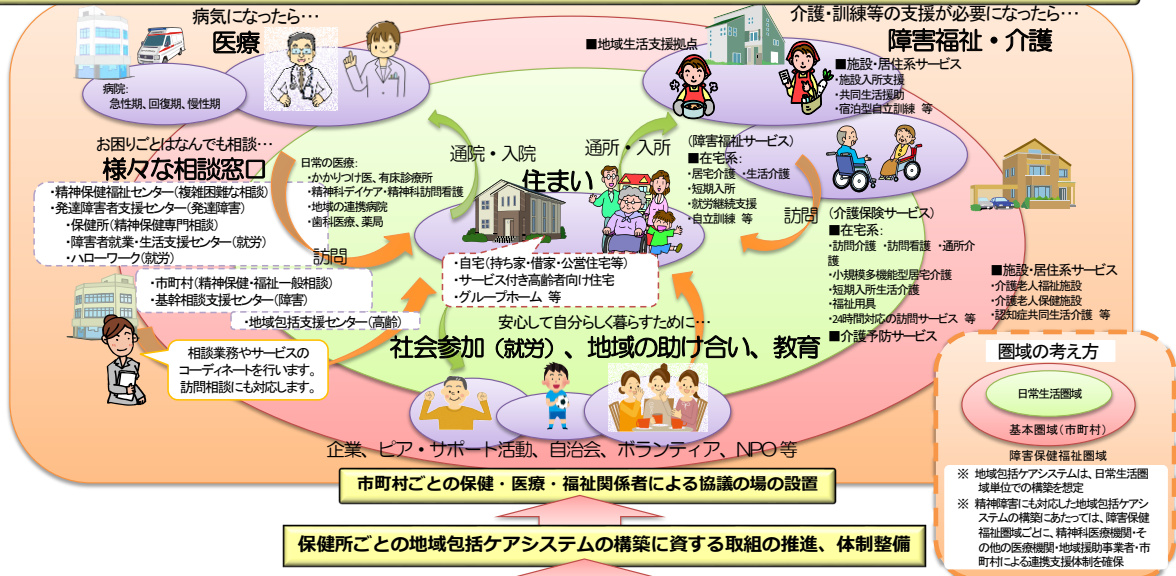 病気になったら…
医療
病院:
急性期、回復期、慢性期
介護・訓練等の支援が必要になったら…
障害福祉・介護
■地域生活支援拠点
■施設・居住系サービス
・施設入所支援
・共同生活援助
・宿泊型自立訓練 等
お困りごとはなんでも相談…
様々な相談窓口
・精神保健福祉センター(複雑困難な相談)
・発達障害者支援センター(発達障害)
・保健所(精神保健専門相談)
・障害者就業・生活支援センター(就労)
・ハローワーク(就労)
訪問
・市町村(精神保健・福祉一般相談)
・基幹相談支援センター(障害)
・地域包括支援センター(高齢)
相談業務やサービスの
コーディネートを行います。
訪問相談にも対応します。
日常の医療:
・かかりつけ医、有床診療所
・精神科デイケア・精神科訪問看護
・地域の連携病院
・歯科医療、薬局
通院・入院
住まい
通所・入所
・自宅(持ち家・借家・公営住宅等)
・サービス付き高齢者向け住宅
・グループホーム 等
(障害福祉サービス)
■在宅系:
・居宅介護 ・生活介護
・短期入所
・就労継続支援
・自立訓練 等
訪問
(介護保険サービス)
■在宅系:
・訪問介護 ・訪問看護 ・通所介
護
・小規模多機能型居宅介護
・短期入所生活介護
・福祉用具
・24時間対応の訪問サービス 等
■介護予防サービス
■施設・居住系サービス
・介護老人福祉施設
・介護老人保健施設
・認知症共同生活介護 等
安心して自分らしく暮らすために…
社会参加（就労）、地域の助け合い、教育
企業、ピア・サポート活動、自治会、ボランティア、NPO 等
市町村ごとの保健・医療・福祉関係者による協議の場の設置
保健所ごとの地域包括ケアシステムの構築に資する取組の推進、体制整備
圏域の考え方
日常生活圏域
基本圏域(市町村)
障害保健福祉圏域
※ 地域包括ケアシステムは、日常生活圏
域単位での構築を想定
※ 精神障害にも対応した地域包括ケアシ
ステムの構築にあたっては、障害保健
福祉圏域ごとに、精神科医療機関・そ
の他の医療機関・地域援助事業者・市
町村による連携支援体制を確保